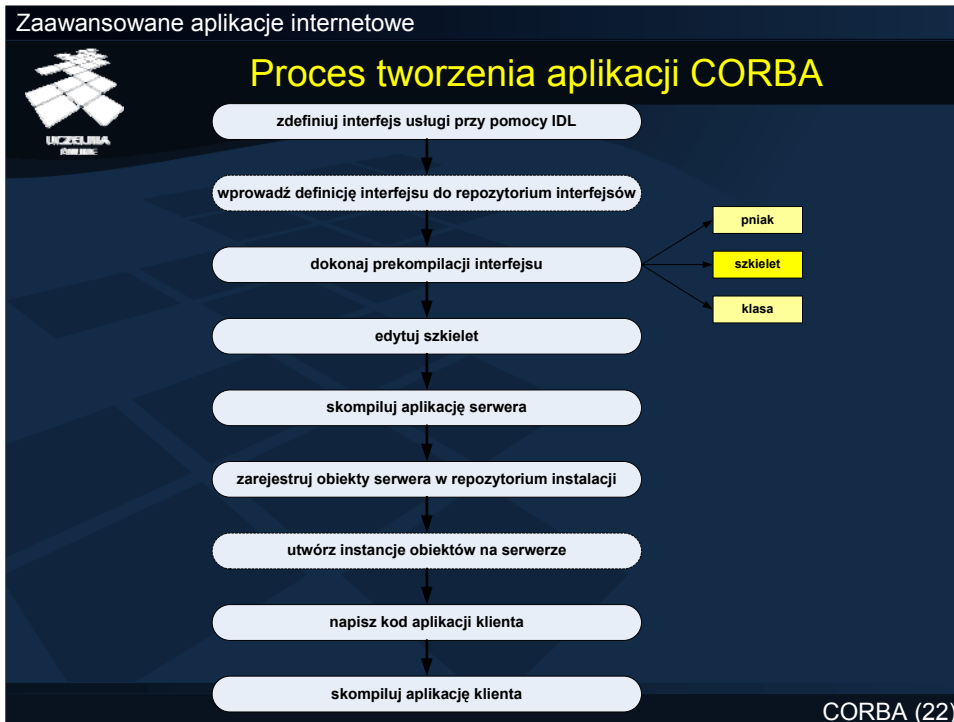 Zaawansowane aplikacje internetowe
Proces tworzenia aplikacji CORBA
UCZELNIA
ONLINE
zdefiniuj interfejs usługi przy pomocy IDL
wprowadź definicję interfejsu do repozytorium interfejsów
dokonaj prekompilacji interfejsu
pniak
szkielet
klasa
edytuj szkielet
skompiluj aplikację serwera
zarejestruj obiekty serwera w repozytorium instalacji
utwórz instancje obiektów na serwerze
napisz kod aplikacji klienta
skompiluj aplikację klienta
CORBA (22)